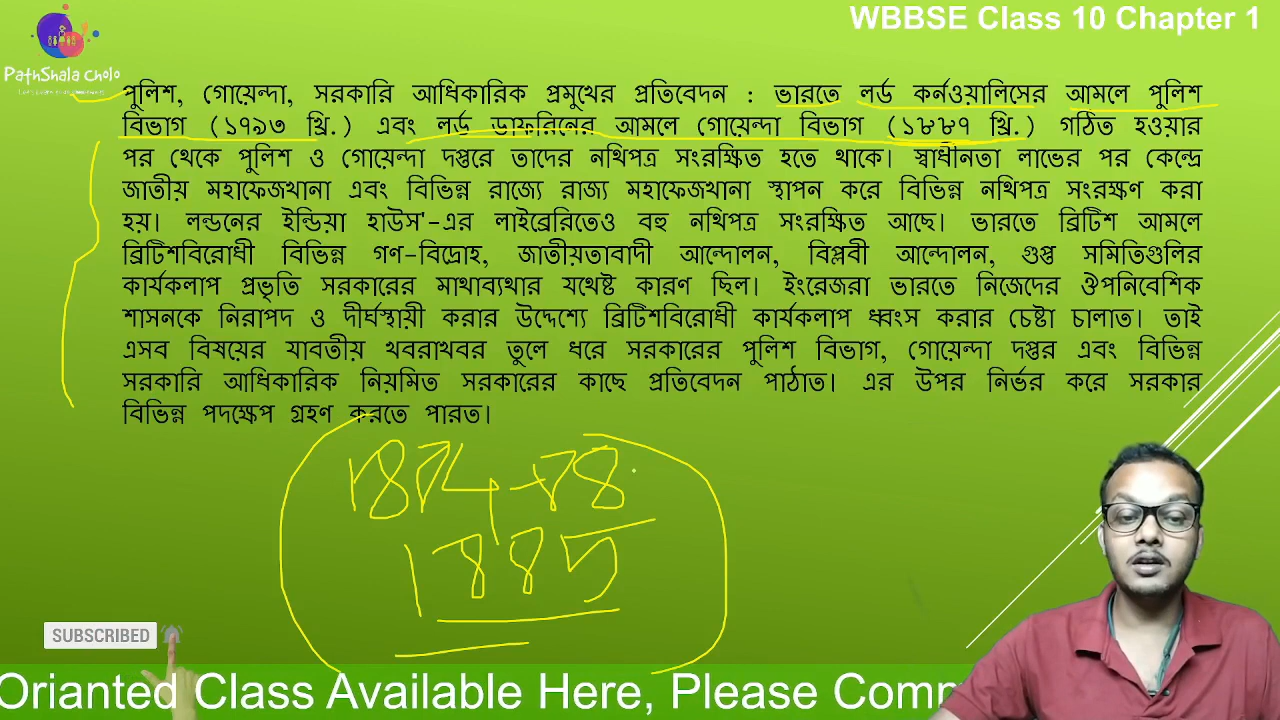 WBBSE Class 10 Chapter 1
PathShala Cholo
পুলিশ, গোয়েন্দা, সরকারি আধিকারিক প্রমুখের প্রতিবেদন : ভারতে লর্ড কর্নওয়ালিসের আমলে পুলিশ
বিভাগ (১৭৯৩ খ্রি.) এবং লর্ড ডাফরিনের আমলে গোয়েন্দা বিভাগ (১৮৮৭ খ্রি.) গঠিত হওয়ার
পর থেকে পুলিশ ও গোয়েন্দা দপ্তরে তাদের নথিপত্র সংরক্ষিত হতে থাকে। স্বাধীনতা লাভের পর কেন্দ্রে
জাতীয় মহাফেজখানা এবং বিভিন্ন রাজ্যে রাজ্য মহাফেজখানা স্থাপন করে বিভিন্ন নথিপত্র সংরক্ষণ করা
হয়। লন্ডনের ইন্ডিয়া হাউস'-এর লাইব্রেরিতেও বহু নথিপত্র সংরক্ষিত আছে। ভারতে ব্রিটিশ আমলে
ব্রিটিশবিরোধী বিভিন্ন গণ-বিদ্রোহ, জাতীয়তাবাদী আন্দোলন, বিপ্লবী আন্দোলন, গুপ্ত সমিতিগুলির
কার্যকলাপ প্রভৃতি সরকারের মাথাব্যথার যথেষ্ট কারণ ছিল। ইংরেজরা ভারতে নিজেদের ঔপনিবেশিক
শাসনকে নিরাপদ ও দীর্ঘস্থায়ী করার উদ্দেশ্যে ব্রিটিশবিরোধী কার্যকলাপ ধ্বংস করার চেষ্টা চালাত। তাই
এসব বিষয়ের যাবতীয় খবরাখবর তুলে ধরে সরকারের পুলিশ বিভাগ, গোয়েন্দা দপ্তর এবং বিভিন্ন
সরকারি আধিকারিক নিয়মিত সরকারের কাছে প্রতিবেদন পাঠাত। এর উপর নির্ভর করে সরকার
বিভিন্ন পদক্ষেপ গ্রহণ করতে পারত।
1874-78
1885
SUBSCRIBED
Orianted Class Available Here, Please Com